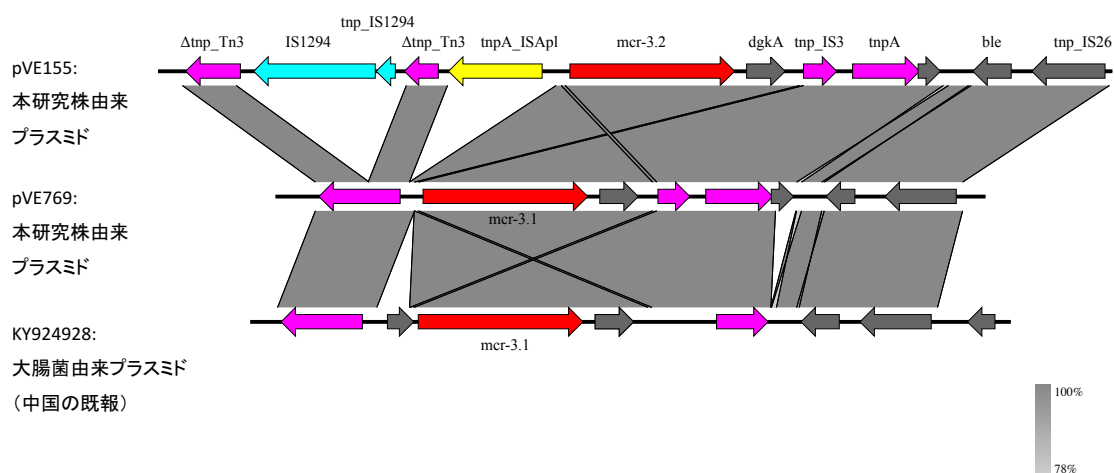 tnp_IS1294
Δtnp_Tn3 IS1294 Δtnp_Tn3 tnpA_ISApl mcr-3.2 dgkA tnp_IS3 tnpA ble tnp_IS26
pVE155:
本研究株由来
プラスミド
pVE769:
本研究株由来
プラスミド
mcr-3.1
KY924928:
大腸菌由来プラスミド
（中国の既報）
mcr-3.1
100%
78%